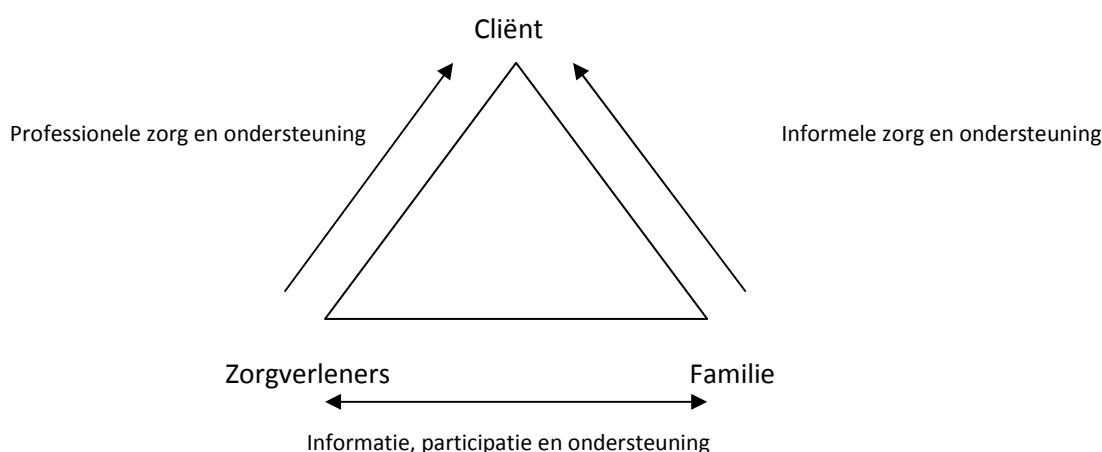 Cliënt
Professionele zorg en ondersteuning
Informele zorg en ondersteuning
Zorgverleners
Familie
Informatie, participatie en ondersteuning